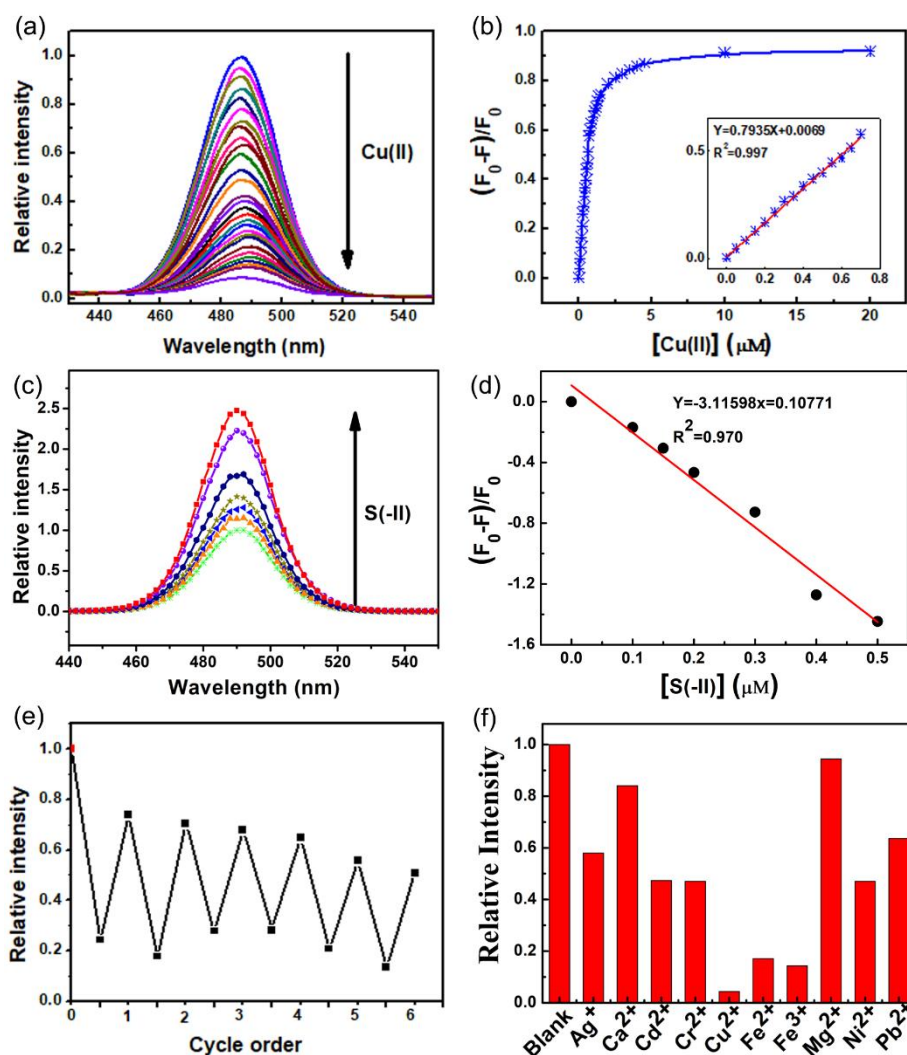 (a)
1.0
0.8
0.6
0.4
0.2
0.0
Relative intensity
Cu(II)
440 460 480 500 520 540
Wavelength (nm)
(b)
1.0
0.8
0.6
0.4
0.2
0.0
(F₀-F)/F₀
Y=0.7935X+0.0069
R²=0.997
0.5
0.0
0.0 0.2 0.4 0.6 0.8
0 5 10 15 20
[Cu(II)] (μM)
(c)
2.5
2.0
1.5
1.0
0.5
0.0
Relative intensity
S(-II)
440 460 480 500 520 540
Wavelength (nm)
(d)
0.0
-0.4
-0.8
-1.2
-1.6
(F₀-F)/F₀
Y=-3.11598x=0.10771
R²=0.970
0.0 0.1 0.2 0.3 0.4 0.5
[S(-II)] (μM)
(e)
1.0
0.8
0.6
0.4
0.2
0.0
Relative intensity
0 1 2 3 4 5 6
Cycle order
(f)
1.0
0.8
0.6
0.4
0.2
0.0
Relative Intensity
Blank Ag⁺ Ca²⁺ Cd²⁺ Cr²⁺ Cu²⁺ Fe²⁺ Fe³⁺ Mg²⁺ Ni²⁺ Pb²⁺